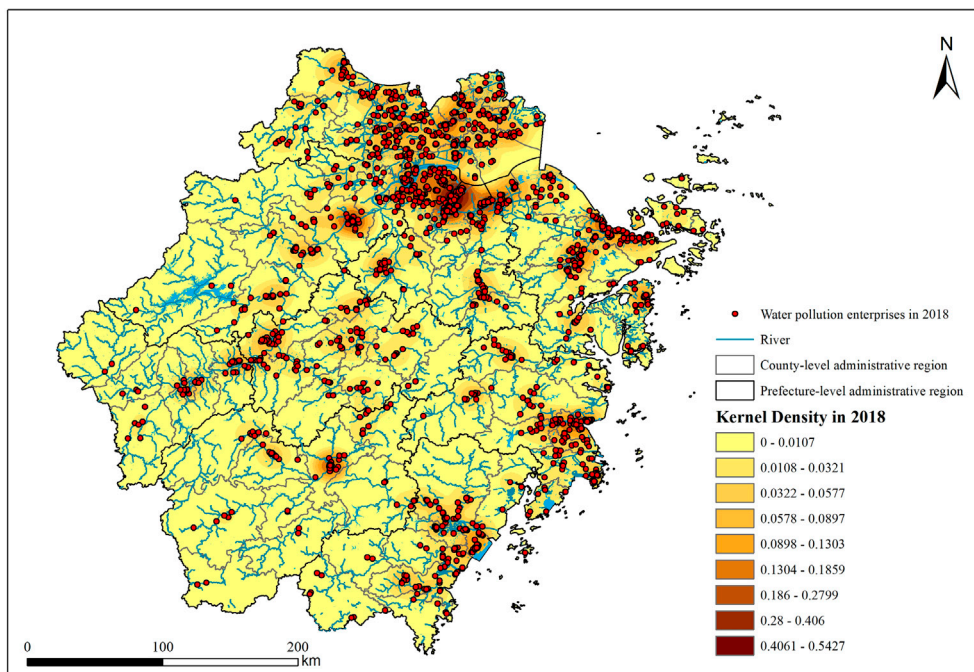 N
Water pollution enterprises in 2018
River
County-level administrative region
Prefecture-level administrative region
Kernel Density in 2018
0 - 0.0107
0.0108 - 0.0321
0.0322 - 0.0577
0.0578 - 0.0897
0.0898 - 0.1303
0.1304 - 0.1859
0.186 - 0.2799
0.28 - 0.406
0.4061 - 0.5427
0 100 200
km